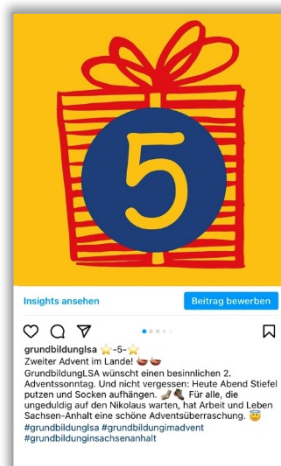 5
Insights ansehen
Beitrag bewerben
grundbildunglsa ⭐-5-⭐
Zweiter Advent im Lande!
GrundbildungLSA wünscht einen besinnlichen 2.
Adventssonntag. Und nicht vergessen: Heute Abend Stiefel
putzen und Socken aufhängen. Für alle, die
ungeduldig auf den Nikolaus warten, hat Arbeit und Leben
Sachsen-Anhalt eine schöne Adventsüberraschung. 😇
#grundbildunglsa #grundbildungimadvent
#grundbildunginsachsenanhalt